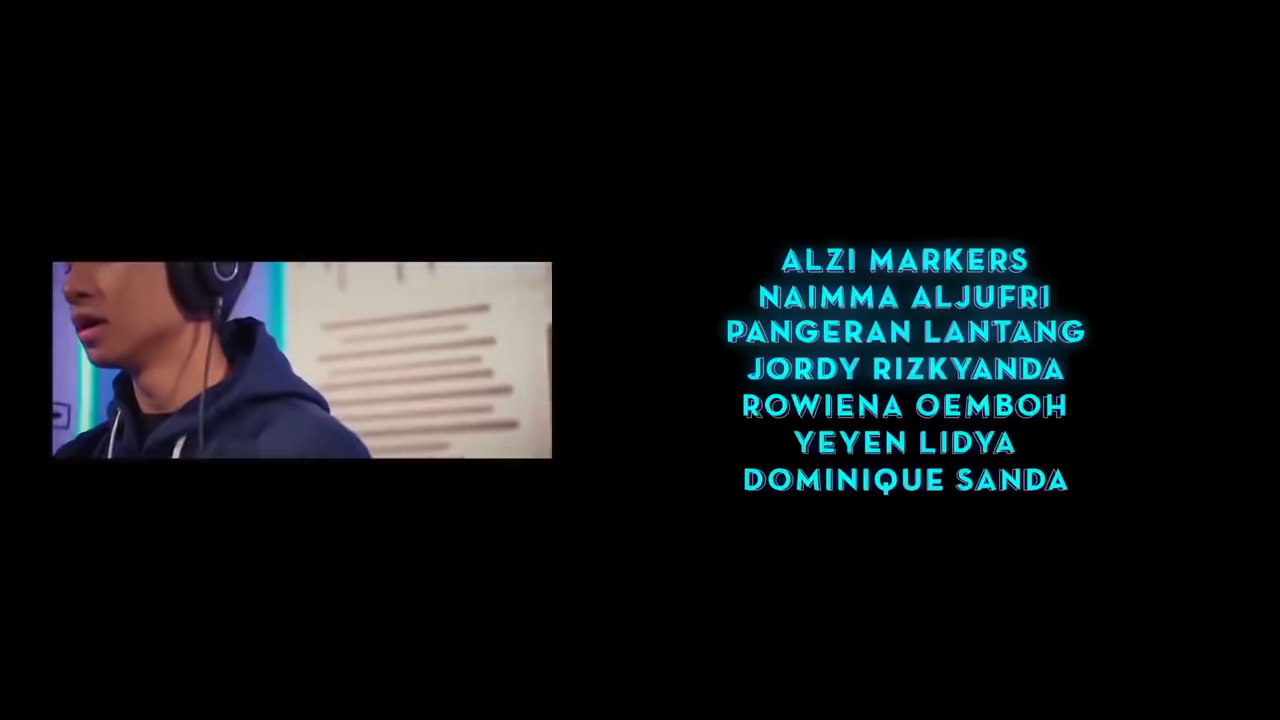 ALZI MARKERS
NAIMMA ALJUFRI
PANGERAN LANTANG
JORDY RIZKYANDA
ROWIENA OEMBOH
YEYEN LIDYA
DOMINIQUE SANDA